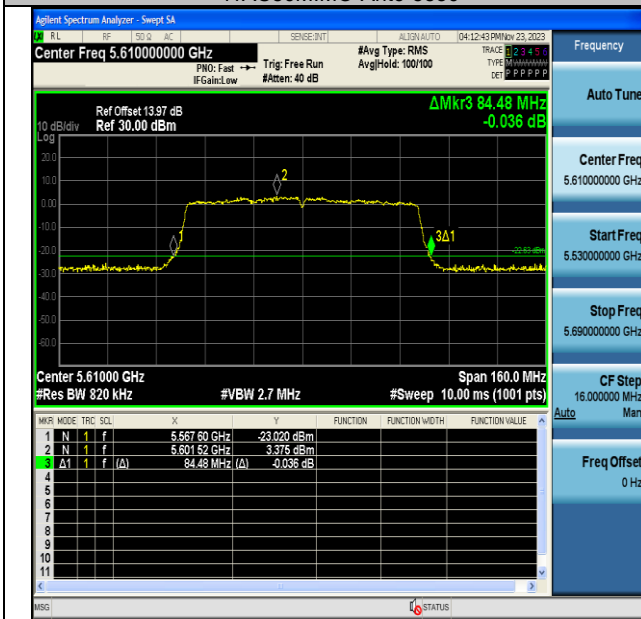 Agilent Spectrum Analyzer - Swept SA
RL RF 50 Ω AC SENSE:INT ALIGN AUTO 04:12:43 PM Nov 23, 2023
Center Freq 5.610000000 GHz
PNO: Fast
IFGain:Low
Trig: Free Run
#Atten: 40 dB
#Avg Type: RMS
Avg|Hold: 100/100
TRACE 1 2 3 4 5 6
TYPE M
DET P P P P P P
Frequency
Auto Tune
ΔMkr3 84.48 MHz
-0.036 dB
Ref Offset 13.97 dB
10 dB/div Ref 30.00 dBm
Log
20.0
10.0
0.00
-10.0
-20.0
-30.0
-40.0
-50.0
-60.0
1
2
3Δ1
-22.63 dBm
Center 5.61000 GHz Span 160.0 MHz
#Res BW 820 kHz #VBW 2.7 MHz #Sweep 10.00 ms (1001 pts)
MKR MODE TRC SCL X Y FUNCTION FUNCTION WIDTH FUNCTION VALUE
1 N 1 f 5.567 60 GHz -23.020 dBm
2 N 1 f 5.601 52 GHz 3.375 dBm
3 Δ1 1 f (Δ) 84.48 MHz (Δ) -0.036 dB
4
5
6
7
8
9
10
11
Center Freq
5.610000000 GHz
Start Freq
5.530000000 GHz
Stop Freq
5.690000000 GHz
CF Step
16.000000 MHz
Auto Man
Freq Offset
0 Hz
MSG STATUS